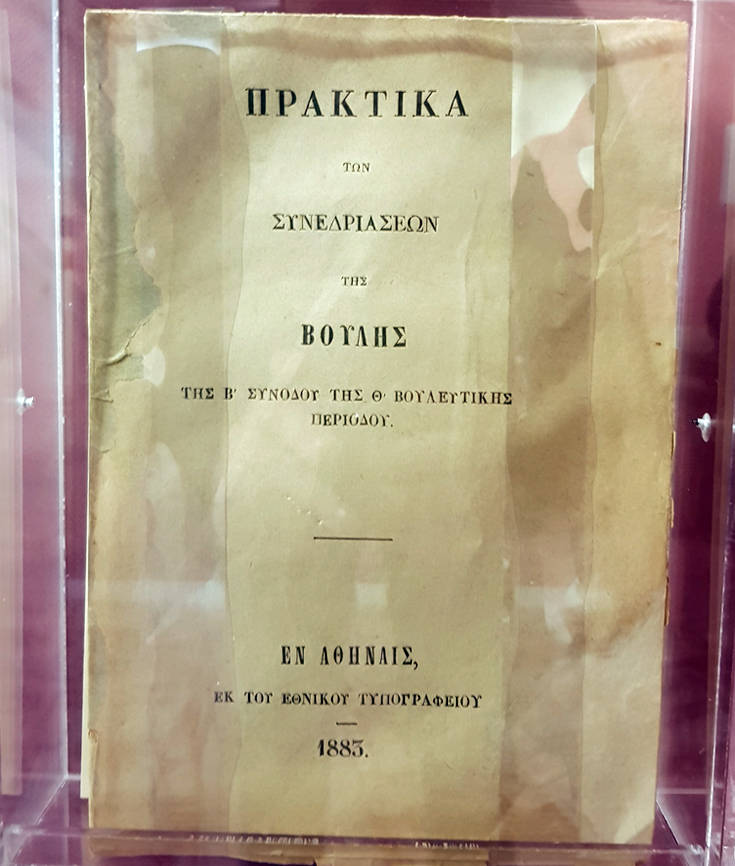 ΠΡΑΚΤΙΚΑ
ΤΩΝ
ΣΥΝΕΔΡΙΑΣΕΩΝ
ΤΗΣ
ΒΟΥΛΗΣ
ΤΗΣ Β' ΣΥΝΟΔΟΥ ΤΗΣ Θ' ΒΟΥΛΕΥΤΙΚΗΣ
ΠΕΡΙΟΔΟΥ.
ΕΝ ΑΘΗΝΑΙΣ,
ΕΚ ΤΟΥ ΕΘΝΙΚΟΥ ΤΥΠΟΓΡΑΦΕΙΟΥ
1883.